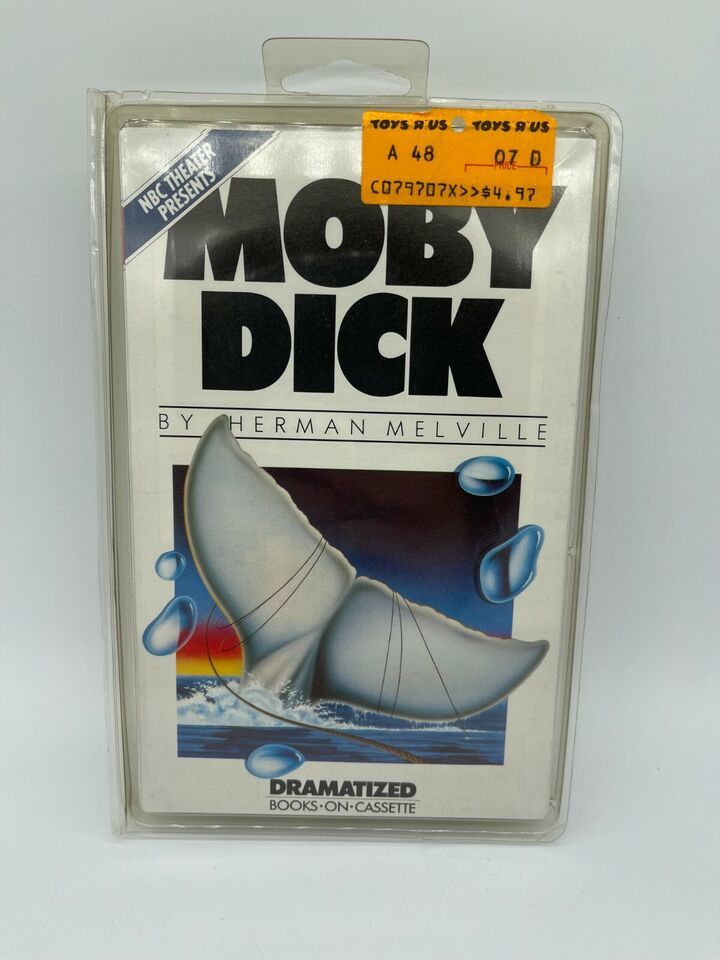 TOYS R US TOYS R US
A 48 07 D
PRICE
C079707X>>$4.97
NBC THEATER
PRESENTS
MOBY
DICK
BY HERMAN MELVILLE
DRAMATIZED
BOOKS·ON·CASSETTE